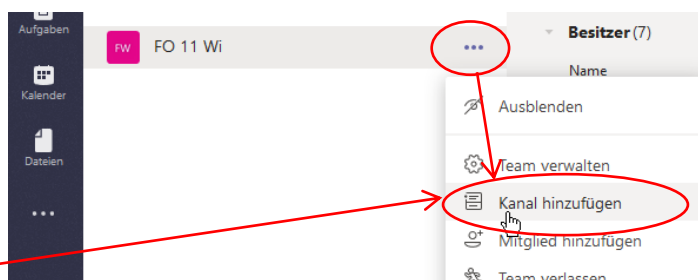 Aufgaben
Kalender
Dateien
FW FO 11 Wi
Besitzer (7)
Name
Ausblenden
Team verwalten
Kanal hinzufügen
Mitglied hinzufügen
Team verlassen